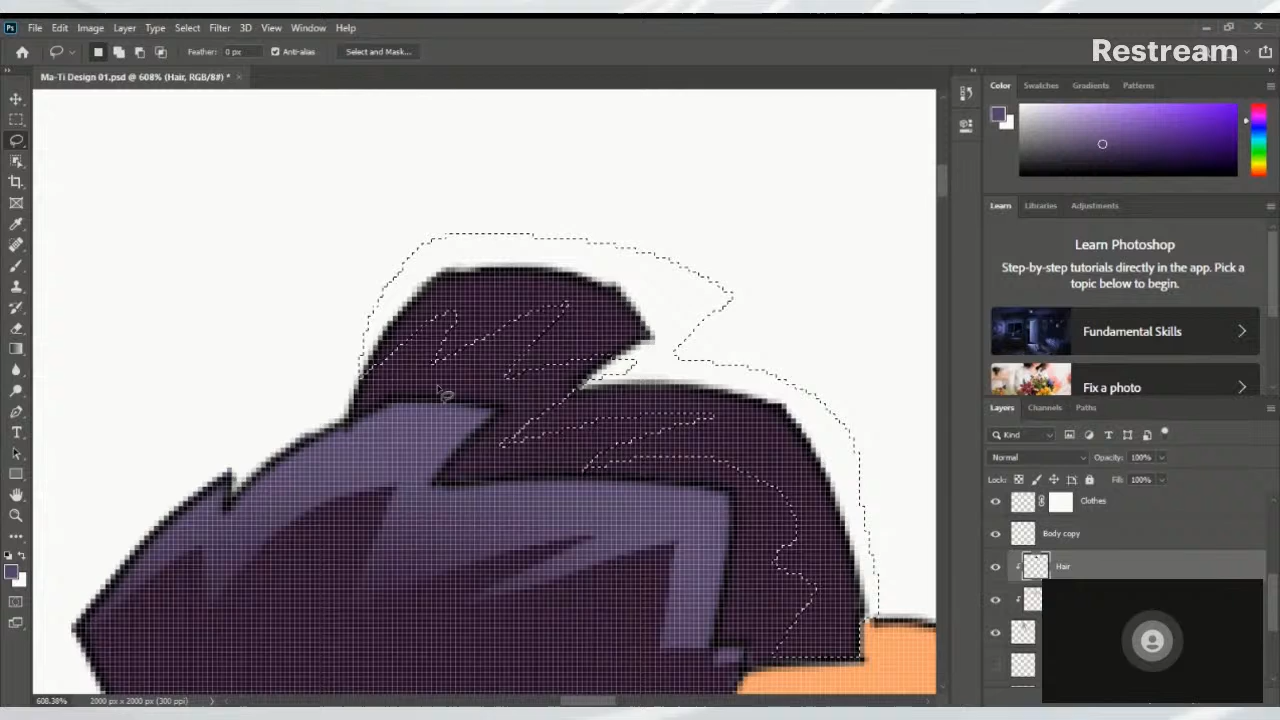 Ps File Edit Image Layer Type Select Filter 3D View Window Help
Feather: 0 px Anti-alias Select and Mask...
Restream
Ma-Ti Design 01.psd @ 608% (Hair, RGB/8#) * ×
Color Swatches Gradients Patterns
Learn Libraries Adjustments
Learn Photoshop
Step-by-step tutorials directly in the app. Pick a
topic below to begin.
Fundamental Skills
Fix a photo
Layers Channels Paths
Kind
Normal Opacity: 100%
Lock: Fill: 100%
Clothes
Body copy
Hair
608.38% 2000 px x 2000 px (300 ppi)